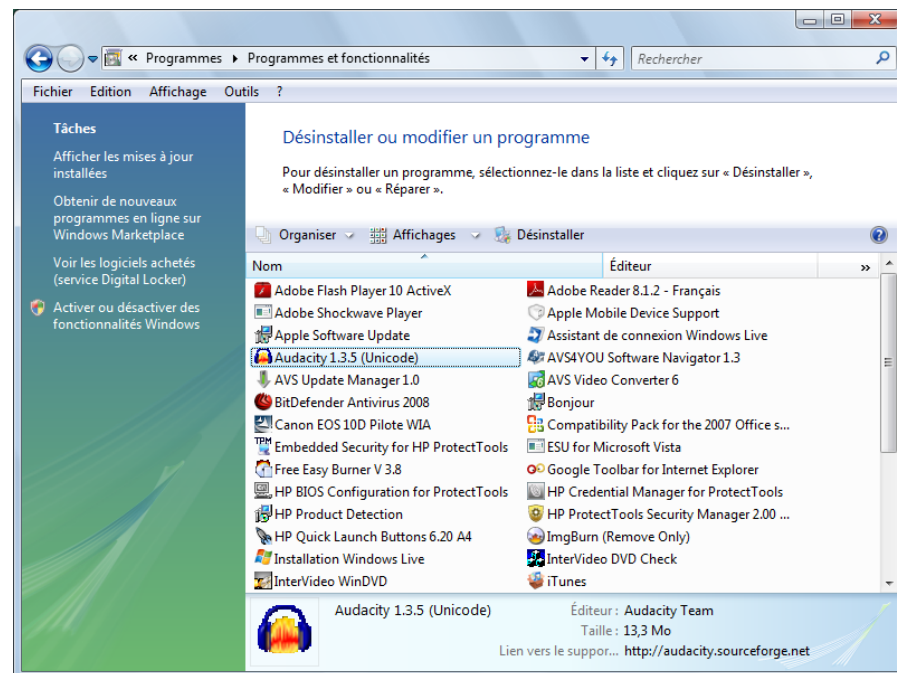 « Programmes Programmes et fonctionnalités
Rechercher
Fichier Edition Affichage Outils ?
Tâches
Afficher les mises à jour
installées
Obtenir de nouveaux
programmes en ligne sur
Windows Marketplace
Voir les logiciels achetés
(service Digital Locker)
Activer ou désactiver des
fonctionnalités Windows
Désinstaller ou modifier un programme
Pour désinstaller un programme, sélectionnez-le dans la liste et cliquez sur « Désinstaller »,
« Modifier » ou « Réparer ».
Organiser Affichages Désinstaller ?
Nom Éditeur »
Adobe Flash Player 10 ActiveX Adobe Reader 8.1.2 - Français
Adobe Shockwave Player Apple Mobile Device Support
Apple Software Update Assistant de connexion Windows Live
Audacity 1.3.5 (Unicode) AVS4YOU Software Navigator 1.3
AVS Update Manager 1.0 AVS Video Converter 6
BitDefender Antivirus 2008 Bonjour
Canon EOS 10D Pilote WIA Compatibility Pack for the 2007 Office s...
TPM Embedded Security for HP ProtectTools ESU for Microsoft Vista
Free Easy Burner V 3.8 Google Toolbar for Internet Explorer
HP BIOS Configuration for ProtectTools HP Credential Manager for ProtectTools
HP Product Detection HP ProtectTools Security Manager 2.00 ...
HP Quick Launch Buttons 6.20 A4 ImgBurn (Remove Only)
Installation Windows Live InterVideo DVD Check
InterVideo WinDVD iTunes
Audacity 1.3.5 (Unicode) Éditeur : Audacity Team
Taille : 13,3 Mo
Lien vers le suppor... http://audacity.sourceforge.net